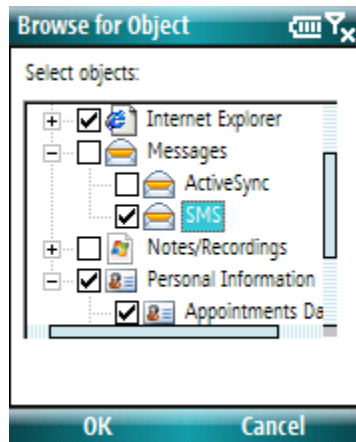 Browse for Object
Select objects:
Internet Explorer
Messages
ActiveSync
SMS
Notes/Recordings
Personal Information
Appointments Da
OK Cancel